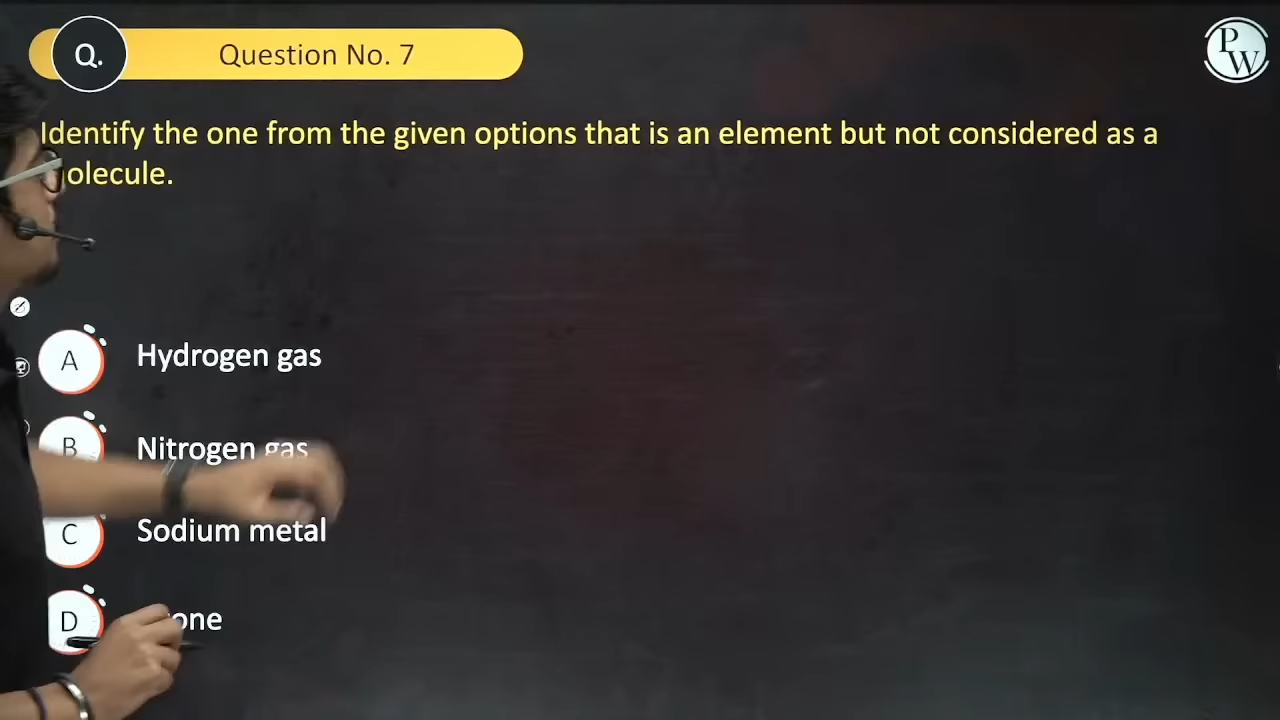 Q.
Question No. 7
PW
Identify the one from the given options that is an element but not considered as a
olecule.
A Hydrogen gas
B Nitrogen gas
C Sodium metal
D one